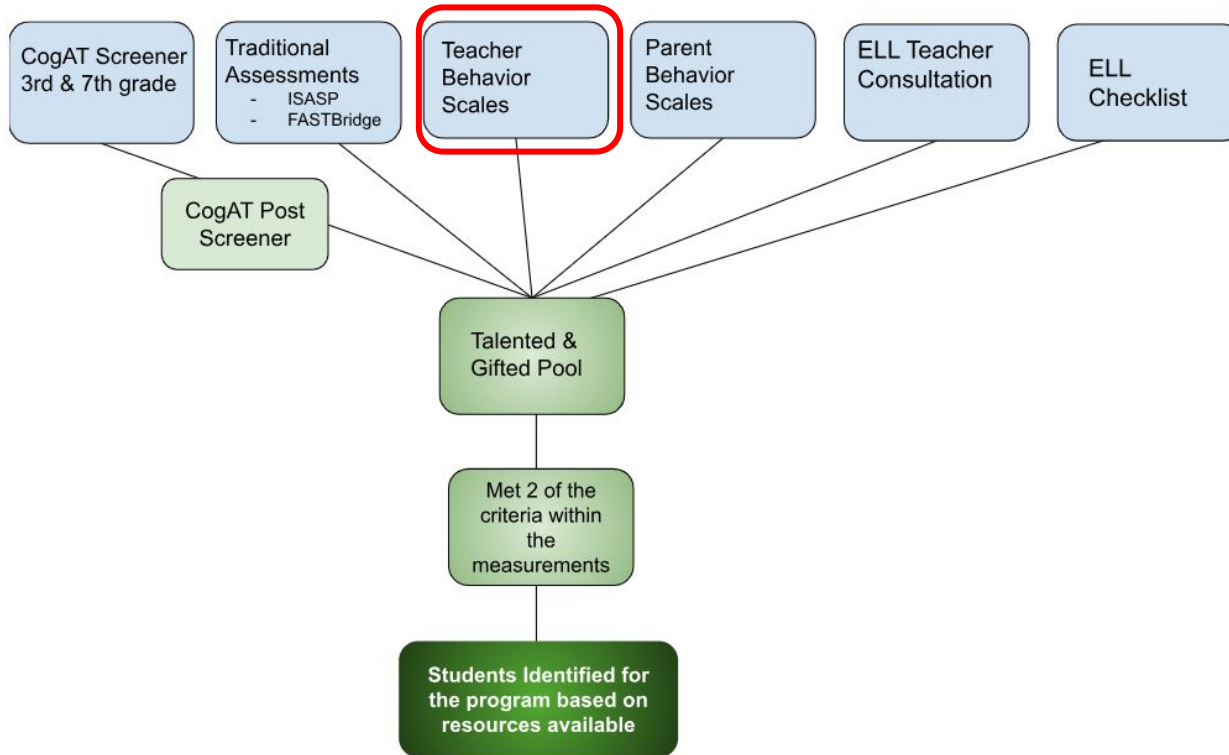 CogAT Screener
3rd & 7th grade
Traditional
Assessments
- ISASP
- FASTBridge
Teacher
Behavior
Scales
Parent
Behavior
Scales
ELL Teacher
Consultation
ELL
Checklist
CogAT Post
Screener
Talented &
Gifted Pool
Met 2 of the
criteria within
the
measurements
Students Identified for
the program based on
resources available